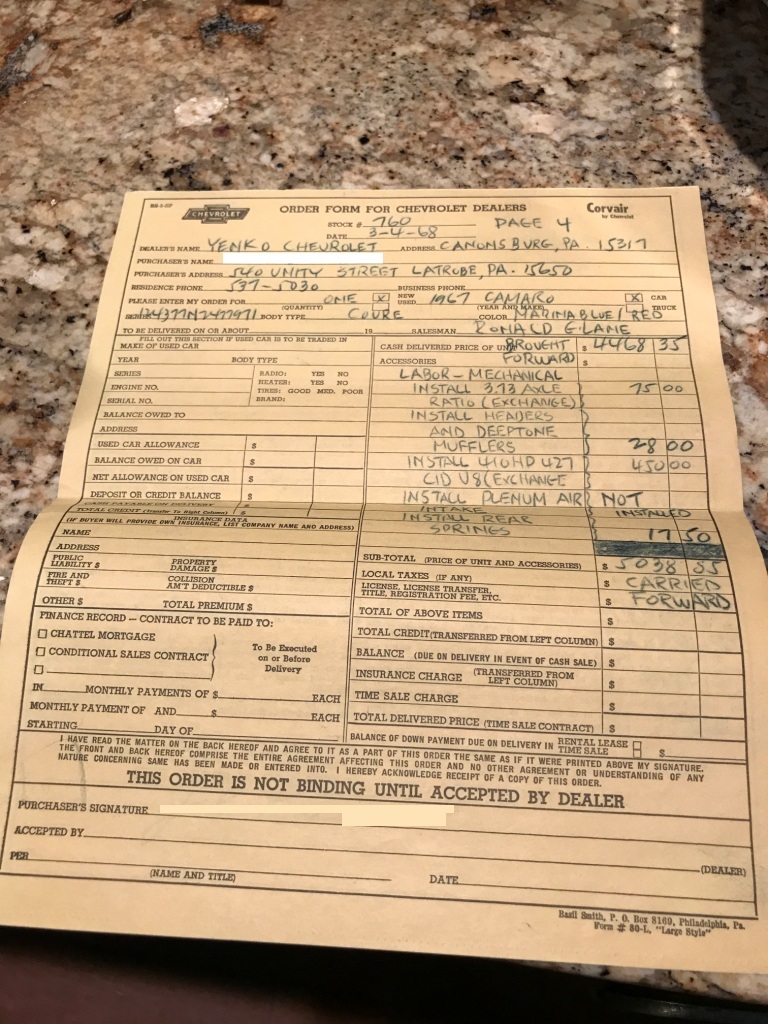 CHEVROLET
ORDER FORM FOR CHEVROLET DEALERS
Corvair
by Chevrolet
STOCK # 760 PAGE 4
DATE 3-4-68
DEALER'S NAME YENKO CHEVROLET ADDRESS CANONSBURG, PA. 15317
PURCHASER'S NAME
PURCHASER'S ADDRESS 540 UNITY STREET LATROBE, PA. 15650
RESIDENCE PHONE 537-5030 BUSINESS PHONE
PLEASE ENTER MY ORDER FOR ONE X NEW USED 1967 CAMARO X CAR TRUCK
(QUANTITY) (YEAR AND MAKE)
124377N247971 BODY TYPE COUPE COLOR MARINA BLUE/RED
TO BE DELIVERED ON OR ABOUT 19 SALESMAN RONALD
FILL OUT THIS SECTION IF USED CAR IS TO BE TRADED IN
MAKE OF USED CAR
YEAR BODY TYPE
SERIES RADIO: YES NO
HEATER: YES NO
ENGINE NO. TIRES: GOOD MED. POOR
SERIAL NO. BRAND:
BALANCE OWED TO
ADDRESS
USED CAR ALLOWANCE $
BALANCE OWED ON CAR $
NET ALLOWANCE ON USED CAR $
DEPOSIT OR CREDIT BALANCE $
CASH PAYABLE ON DELIVERY
TOTAL CREDIT (Transfer To Right Column) $
CASH DELIVERED PRICE OF UNIT BROUGHT $ 4468 35
ACCESSORIES FORWARD $
LABOR-MECHANICAL
INSTALL 3.73 AXLE 75 00
RATIO (EXCHANGE)
INSTALL HEADERS
AND DEEPTONE
MUFFLERS 28 00
INSTALL 410HD 427 450 00
CID V8 (EXCHANGE
INSTALL PLENUM AIR NOT
INTAKE INSTALLED
INSTALL REAR
SPRINGS 17 50
INSURANCE DATA
(IF BUYER WILL PROVIDE OWN INSURANCE, LIST COMPANY NAME AND ADDRESS)
NAME
ADDRESS
PUBLIC LIABILITY $ PROPERTY DAMAGE $
FIRE AND THEFT $ COLLISION AM'T DEDUCTIBLE $
OTHER $ TOTAL PREMIUM $
SUB-TOTAL (PRICE OF UNIT AND ACCESSORIES) $ 5038 85
LOCAL TAXES (IF ANY) $ CARRIED
LICENSE, LICENSE TRANSFER,
TITLE, REGISTRATION FEE, ETC. $ FORWARD
TOTAL OF ABOVE ITEMS $
TOTAL CREDIT (TRANSFERRED FROM LEFT COLUMN) $
BALANCE (DUE ON DELIVERY IN EVENT OF CASH SALE) $
INSURANCE CHARGE (TRANSFERRED FROM LEFT COLUMN) $
TIME SALE CHARGE $
TOTAL DELIVERED PRICE (TIME SALE CONTRACT) $
BALANCE OF DOWN PAYMENT DUE ON DELIVERY IN RENTAL LEASE
TIME SALE $
FINANCE RECORD — CONTRACT TO BE PAID TO:
CHATTEL MORTGAGE
CONDITIONAL SALES CONTRACT
To Be Executed
on or Before
Delivery
IN MONTHLY PAYMENTS OF $ EACH
MONTHLY PAYMENT OF AND $ EACH
STARTING DAY OF
I HAVE READ THE MATTER ON THE BACK HEREOF AND AGREE TO IT AS A PART OF THIS ORDER THE SAME AS IF IT WERE PRINTED ABOVE MY SIGNATURE.
THE FRONT AND BACK HEREOF COMPRISE THE ENTIRE AGREEMENT AFFECTING THIS ORDER AND NO OTHER AGREEMENT OR UNDERSTANDING OF ANY
NATURE CONCERNING SAME HAS BEEN MADE OR ENTERED INTO. I HEREBY ACKNOWLEDGE RECEIPT OF A COPY OF THIS ORDER.
THIS ORDER IS NOT BINDING UNTIL ACCEPTED BY DEALER
PURCHASER'S SIGNATURE
ACCEPTED BY
(DEALER)
PER
(NAME AND TITLE) DATE
Basil Smith, P. O. Box 8169, Philadelphia, Pa.
Form # 80-L, "Large Style"